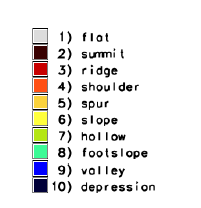 1) flat
2) summit
3) ridge
4) shoulder
5) spur
6) slope
7) hollow
8) footslope
9) valley
10) depression